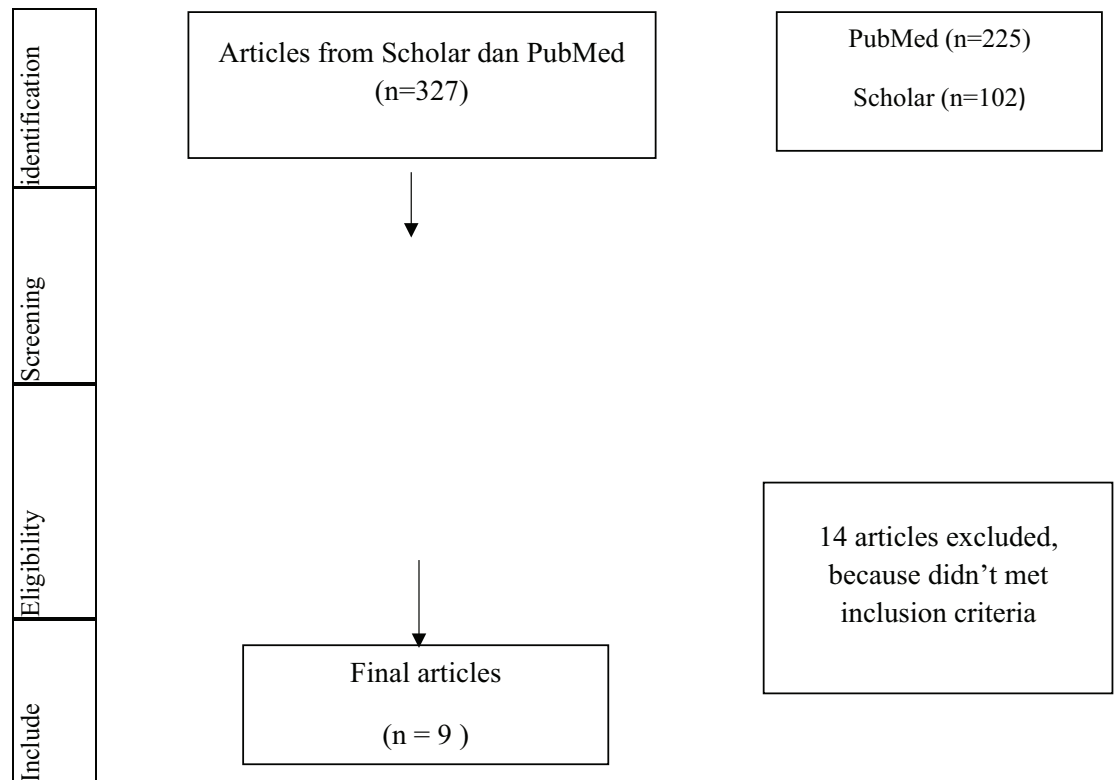 identification
Articles from Scholar dan PubMed
(n=327)
PubMed (n=225)
Scholar (n=102)
Screening
Eligibility
14 articles excluded,
because didn’t met
inclusion criteria
Include
Final articles
(n = 9 )